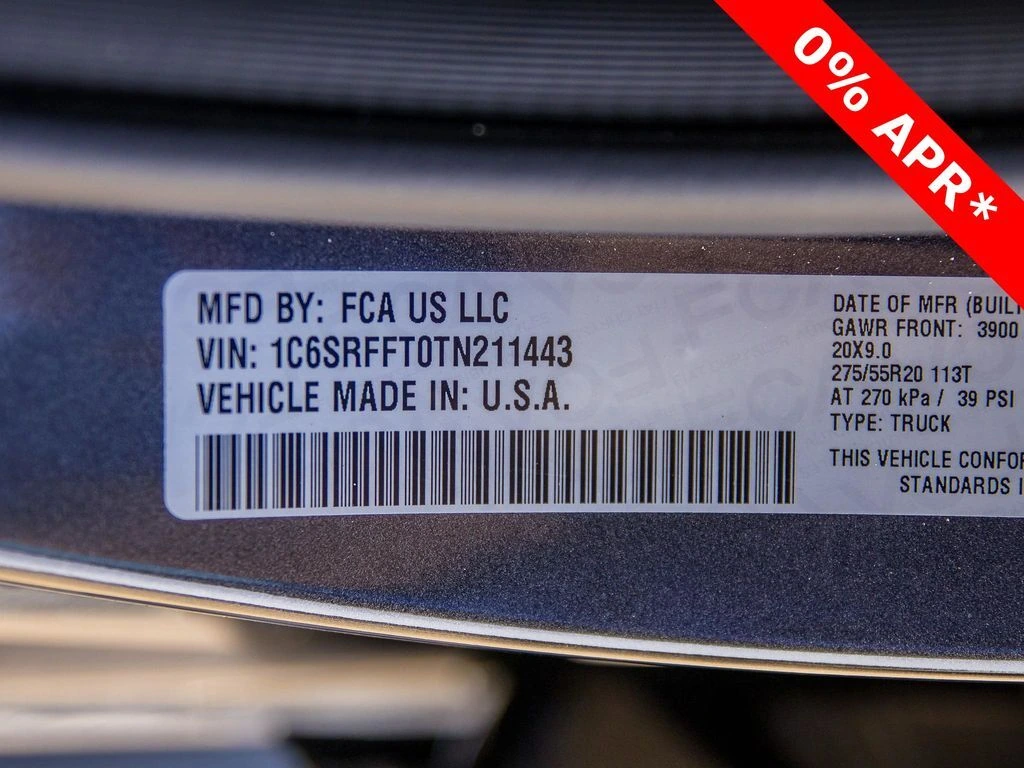 0% APR*
MFD BY: FCA US LLC
VIN: 1C6SRFFT0TN211443
VEHICLE MADE IN: U.S.A.
DATE OF MFR
GAWR FRONT: 3900
20X9.0
275/55R20 113T
AT 270 kPa / 39 PSI
TYPE: TRUCK
THIS VEHICLE
STANDARDS